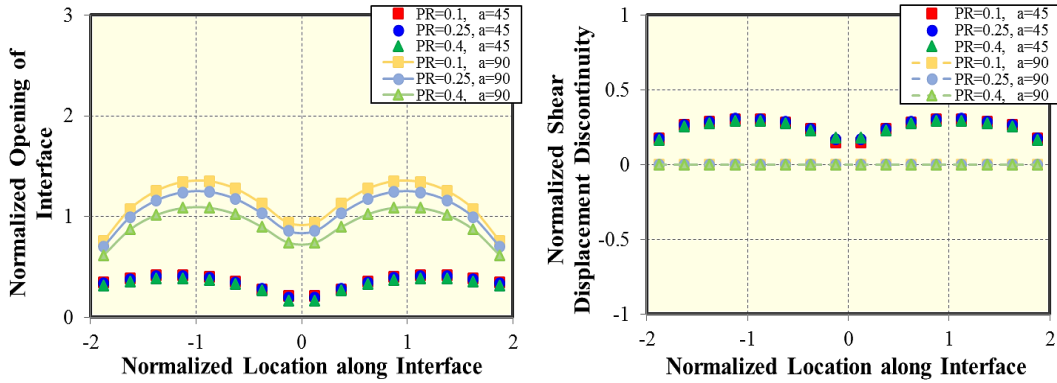 Normalized Opening of
Interface
3
2
1
0
-2
-1
0
1
2
Normalized Location along Interface
PR=0.1, a=45
PR=0.25, a=45
PR=0.4, a=45
PR=0.1, a=90
PR=0.25, a=90
PR=0.4, a=90
Normalized Shear
Displacement Discontinuity
1
0.5
0
-0.5
-1
-2
-1
0
1
2
Normalized Location along Interface
PR=0.1, a=45
PR=0.25, a=45
PR=0.4, a=45
PR=0.1, a=90
PR=0.25, a=90
PR=0.4, a=90